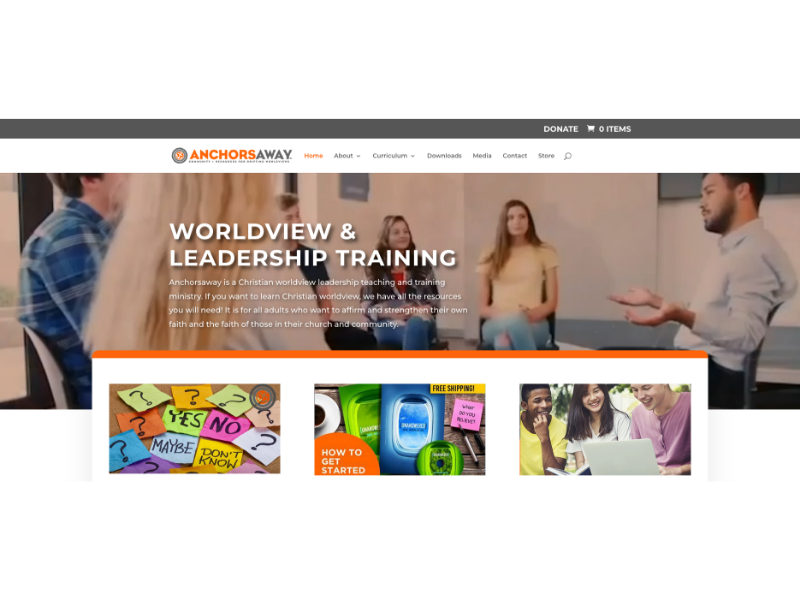 DONATE 0 ITEMS
ANCHORSAWAY
Home About Curriculum Downloads Media Contact Store
WORLDVIEW &
LEADERSHIP TRAINING
Anchorsaway is a Christian worldview leadership teaching and training
ministry. If you want to learn Christian worldview, we have all the resources
you will need! It is for all adults who want to affirm and strengthen their own
faith and the faith of those in their church and community.
? ? ?
? YES NO ?
? MAYBE DON'T
KNOW
FREE SHIPPING!
WHAT
DO YOU
BELIEVE?
UNANSWERED
HOW TO
GET
STARTED